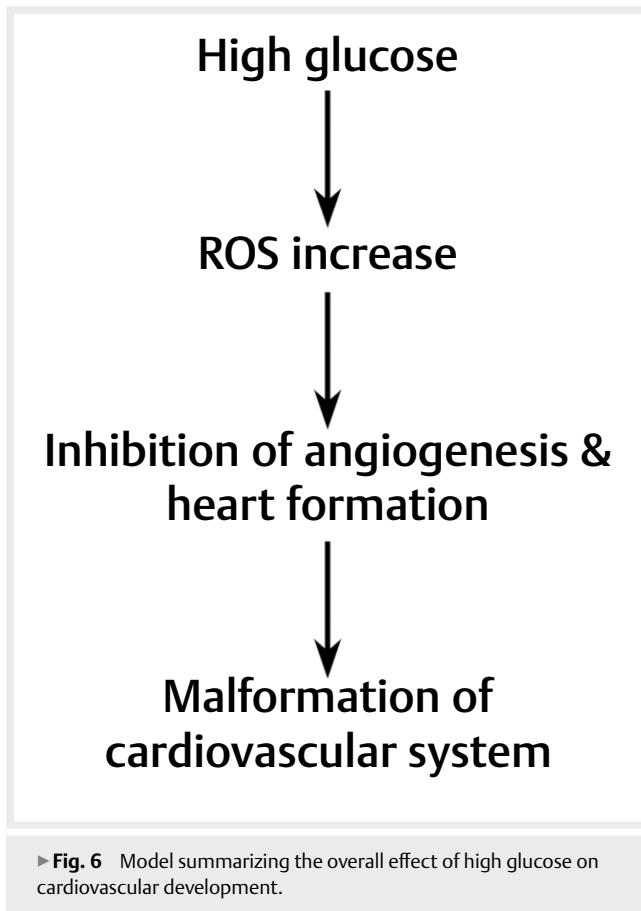 High glucose
ROS increase
Inhibition of angiogenesis &
heart formation
Malformation of
cardiovascular system
▶Fig. 6 Model summarizing the overall effect of high glucose on
cardiovascular development.